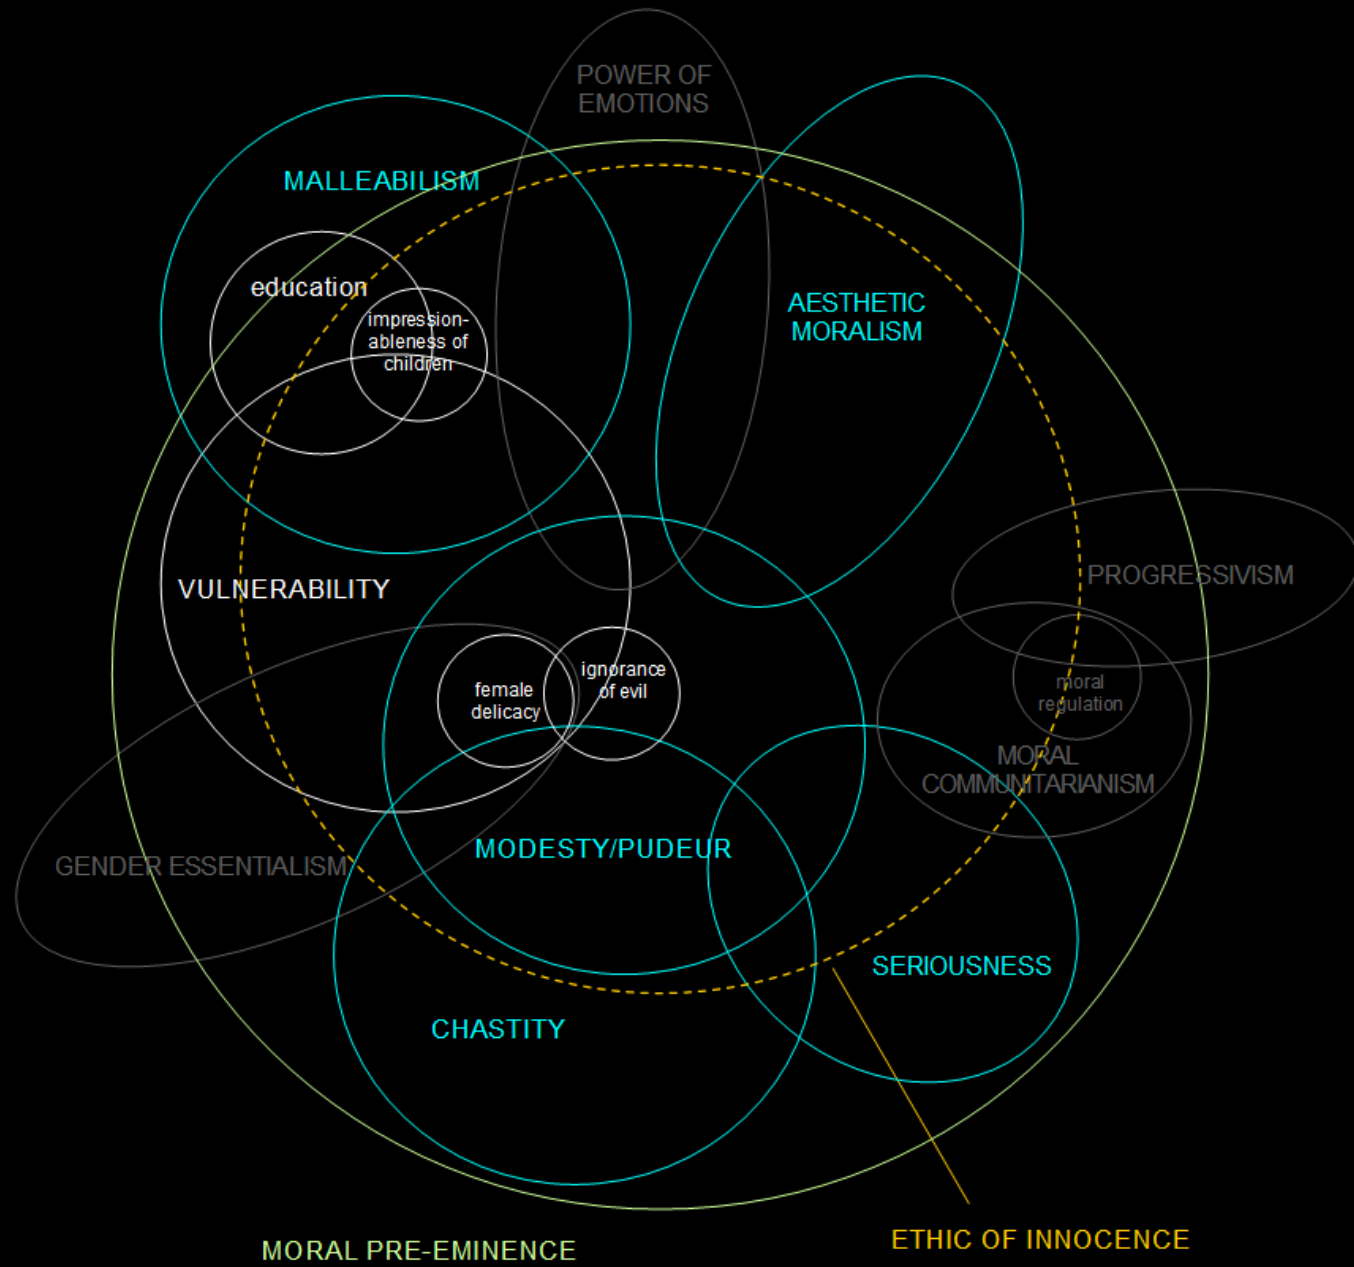 POWER OF
EMOTIONS
MALLEABILISM
education
impression-
ableness of
children
AESTHETIC
MORALISM
VULNERABILITY
PROGRESSIVISM
female
delicacy
ignorance
of evil
moral
regulation
MORAL
COMMUNITARIANISM
MODESTY/PUDEUR
GENDER ESSENTIALISM
SERIOUSNESS
CHASTITY
ETHIC OF INNOCENCE
MORAL PRE-EMINENCE